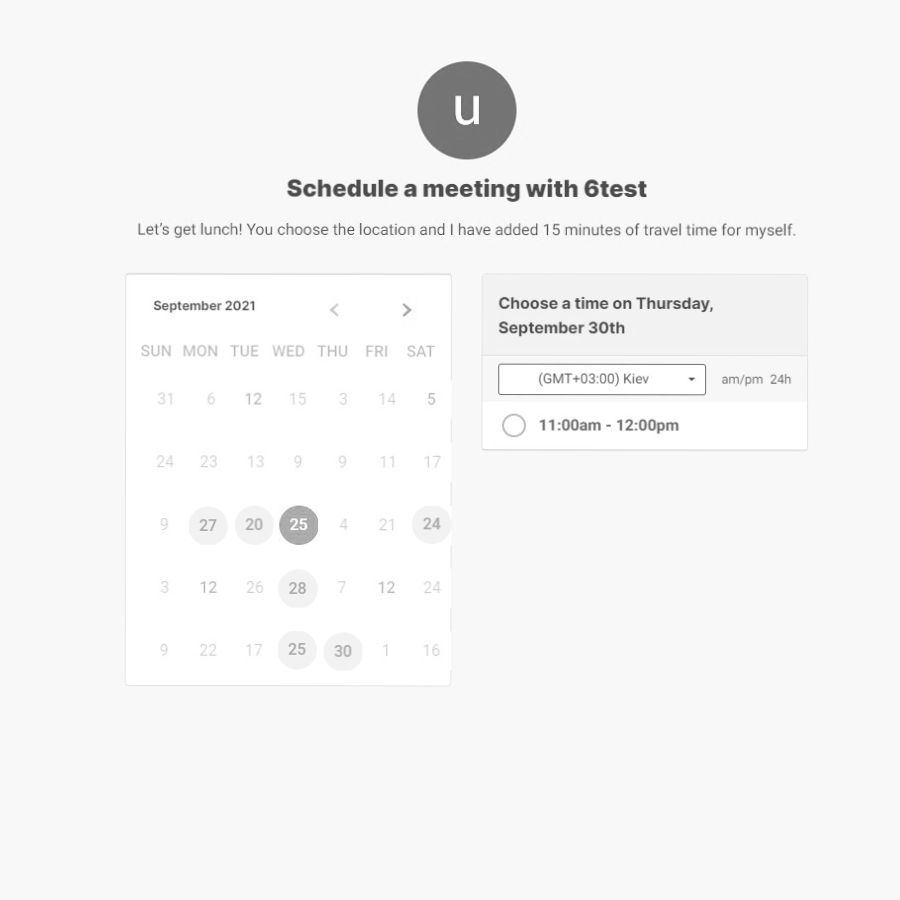 u
Schedule a meeting with 6test
Let's get lunch! You choose the location and I have added 15 minutes of travel time for myself.
September 2021
SUN MON TUE WED THU FRI SAT
31 6 12 15 3 14 5
24 23 13 9 9 11 17
9 27 20 25 4 21 24
3 12 26 28 7 12 24
9 22 17 25 30 1 16
Choose a time on Thursday,
September 30th
(GMT+03:00) Kiev am/pm 24h
11:00am - 12:00pm